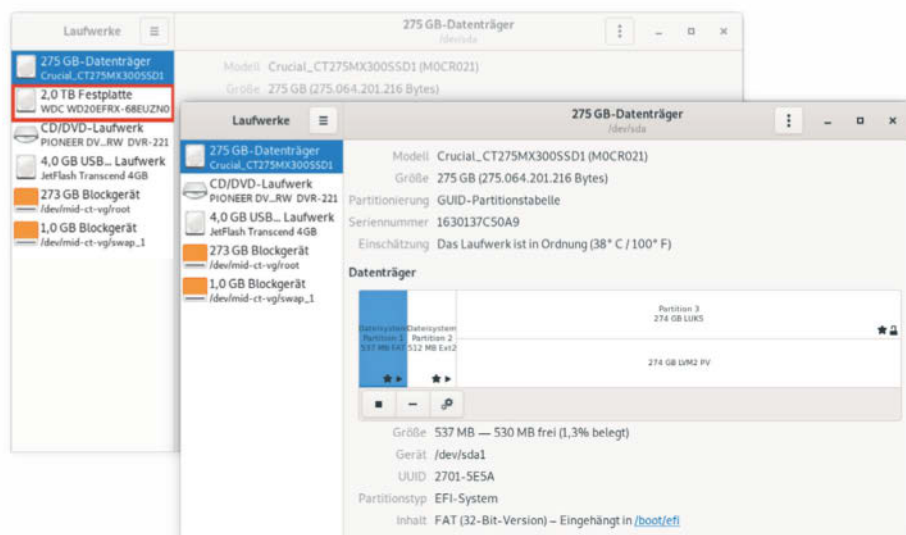 Laufwerke
275 GB-Datenträger
/dev/sda
275 GB-Datenträger
Crucial_CT275MX300SSD1
2,0 TB Festplatte
WDC WD20EFRX-68EUZN0
CD/DVD-Laufwerk
PIONEER DV...RW DVR-221
4,0 GB USB... Laufwerk
JetFlash Transcend 4GB
273 GB Blockgerät
/dev/mid-ct-vg/root
1,0 GB Blockgerät
/dev/mid-ct-vg/swap_1
Modell Crucial_CT275MX300SSD1 (M0CR021)
Größe 275 GB (275.064.201.216 Bytes)
Laufwerke
275 GB-Datenträger
/dev/sda
275 GB-Datenträger
Crucial_CT275MX300SSD1
CD/DVD-Laufwerk
PIONEER DV...RW DVR-221
4,0 GB USB... Laufwerk
JetFlash Transcend 4GB
273 GB Blockgerät
/dev/mid-ct-vg/root
1,0 GB Blockgerät
/dev/mid-ct-vg/swap_1
Modell Crucial_CT275MX300SSD1 (M0CR021)
Größe 275 GB (275.064.201.216 Bytes)
Partitionierung GUID-Partitionstabelle
Seriennummer 1630137C50A9
Einschätzung Das Laufwerk ist in Ordnung (38° C / 100° F)
Datenträger
Dateisystem
Partition 1
537 MB FAT
Dateisystem
Partition 2
512 MB Ext2
Partition 3
274 GB LUKS
274 GB LVM2 PV
Größe 537 MB — 530 MB frei (1,3% belegt)
Gerät /dev/sda1
UUID 2701-5E5A
Partitionstyp EFI-System
Inhalt FAT (32-Bit-Version) – Eingehängt in /boot/efi